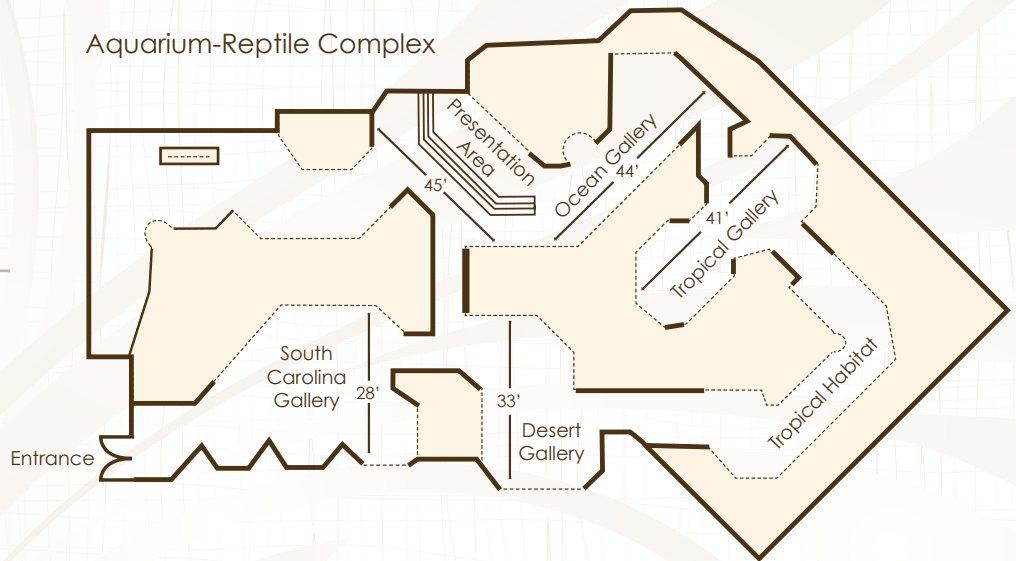 Aquarium-Reptile Complex
Presentation
Area
45'
Ocean Gallery
44'
41'
Tropical Gallery
South
Carolina
Gallery
28'
33'
Desert
Gallery
Tropical Habitat
Entrance